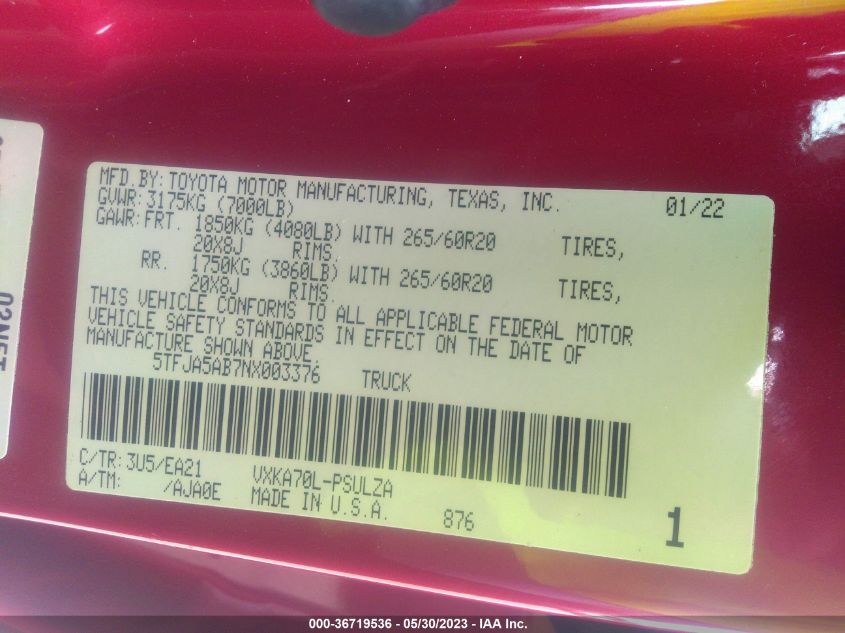 MFD BY: TOYOTA MOTOR MANUFACTURING, TEXAS, INC. 01/22
GVWR: 3175KG (7000LB)
GAWR: FRT. 1850KG (4080LB) WITH 265/60R20 TIRES,
20X8J RIMS
RR. 1750KG (3860LB) WITH 265/60R20 TIRES,
20X8J RIMS.
THIS VEHICLE CONFORMS TO ALL APPLICABLE FEDERAL MOTOR
VEHICLE SAFETY STANDARDS IN EFFECT ON THE DATE OF
MANUFACTURE SHOWN ABOVE.
5TFJA5AB7NX003376 TRUCK
C/TR: 3U5/EA21 VXKA70L-PSULZA
A/TM: /AJA0E MADE IN U.S.A. 876 1
000-36719536 - 05/30/2023 - IAA Inc.